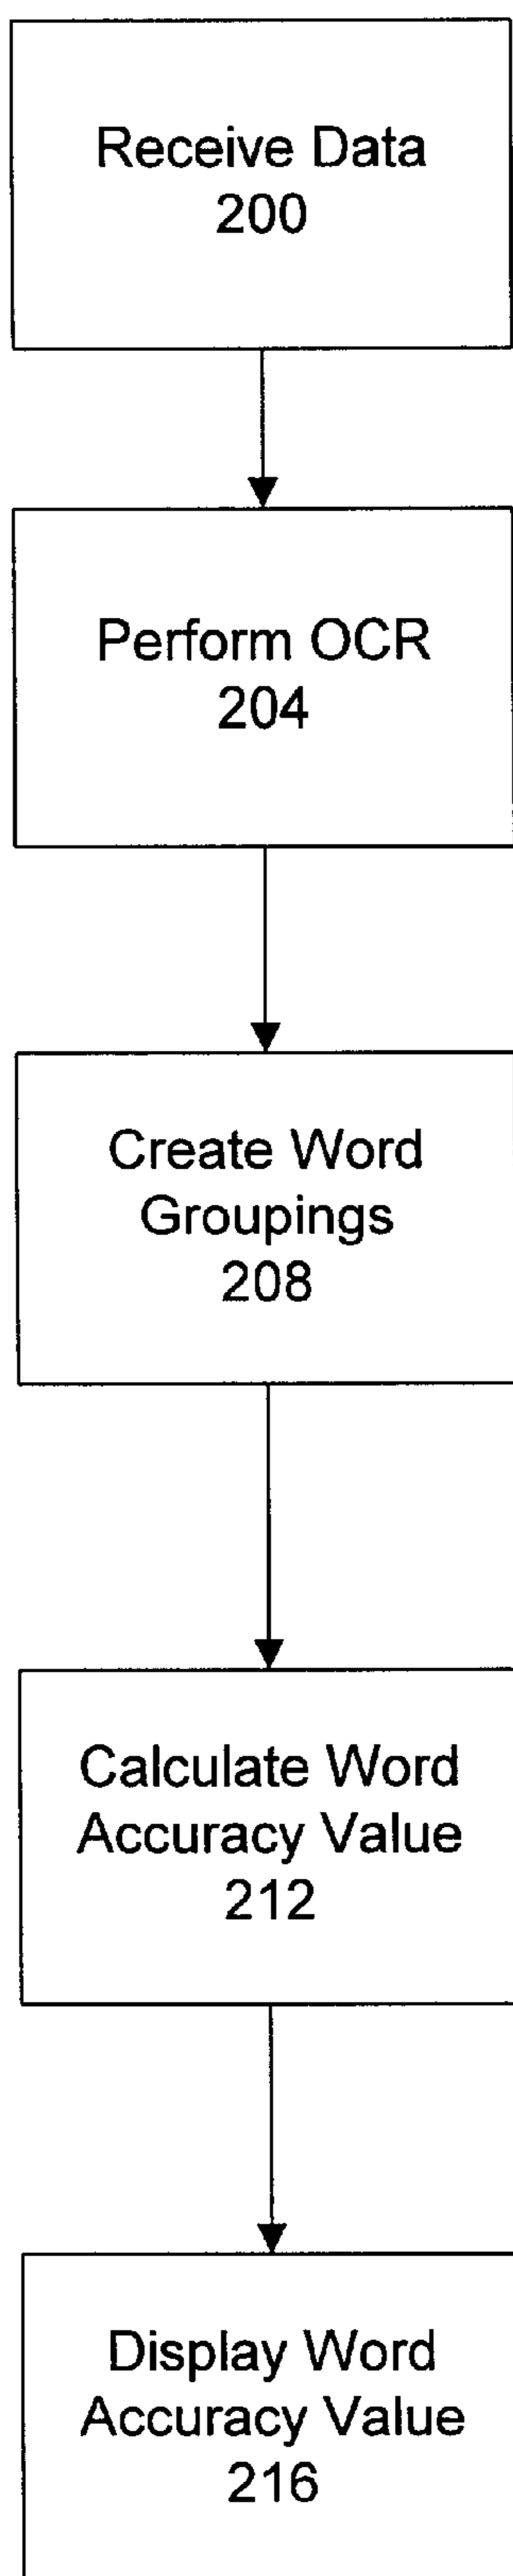 Receive Data
200
Perform OCR
204
Create Word
Groupings
208
Calculate Word
Accuracy Value
212
Display Word
Accuracy Value
216